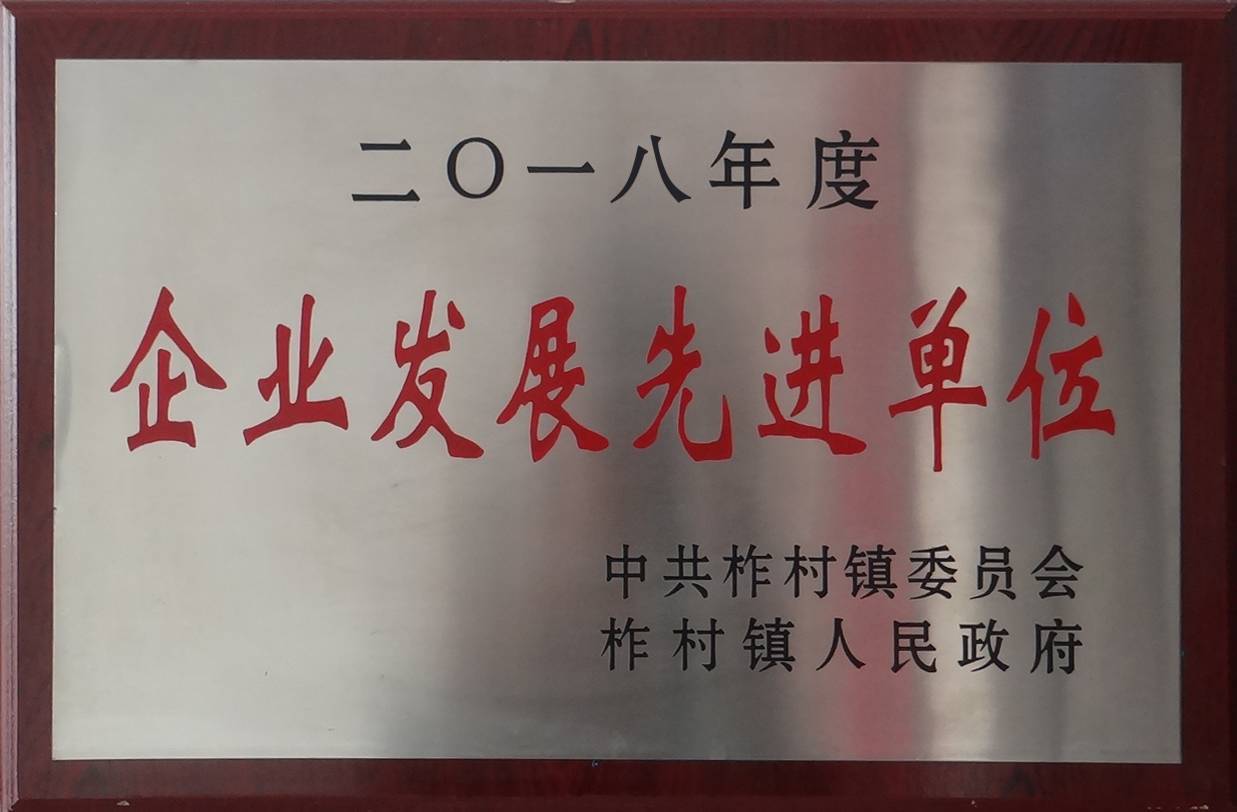 二〇一八年度
企业发展先进单位
中共柞村镇委员会
柞村镇人民政府